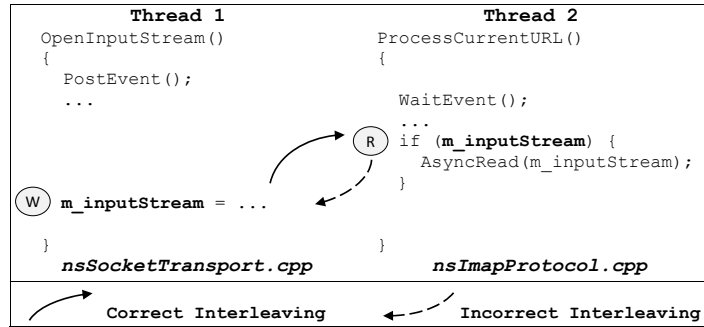 Thread 1
OpenInputStream()
{
PostEvent();
...
W m_inputStream = ...
}
nsSocketTransport.cpp
Thread 2
ProcessCurrentURL()
{
WaitEvent();
...
R if (m_inputStream) {
AsyncRead(m_inputStream);
}
}
nsImapProtocol.cpp
Correct Interleaving
Incorrect Interleaving